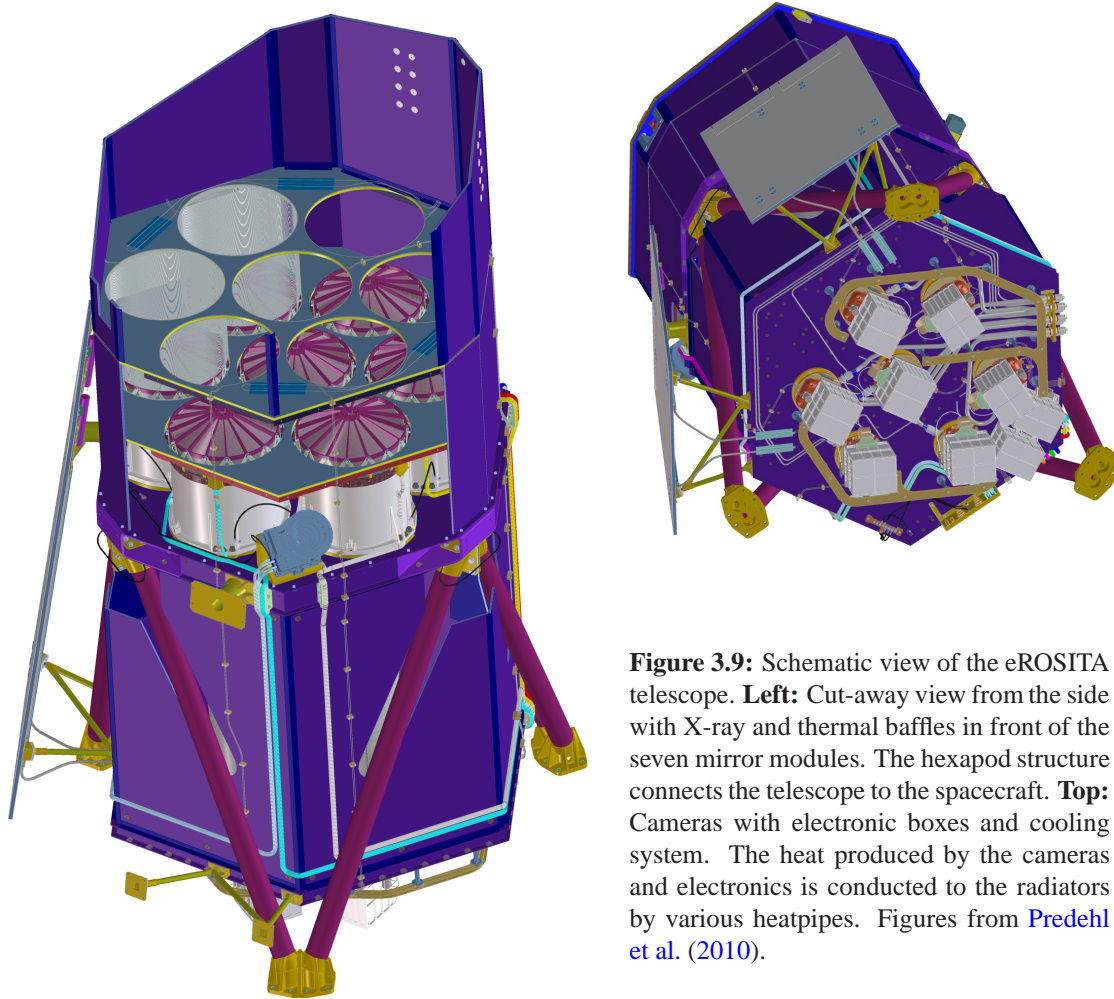 Figure 3.9: Schematic view of the eROSITA
telescope. Left: Cut-away view from the side
with X-ray and thermal baffles in front of the
seven mirror modules. The hexapod structure
connects the telescope to the spacecraft. Top:
Cameras with electronic boxes and cooling
system. The heat produced by the cameras
and electronics is conducted to the radiators
by various heatpipes. Figures from Predehl
et al. (2010).